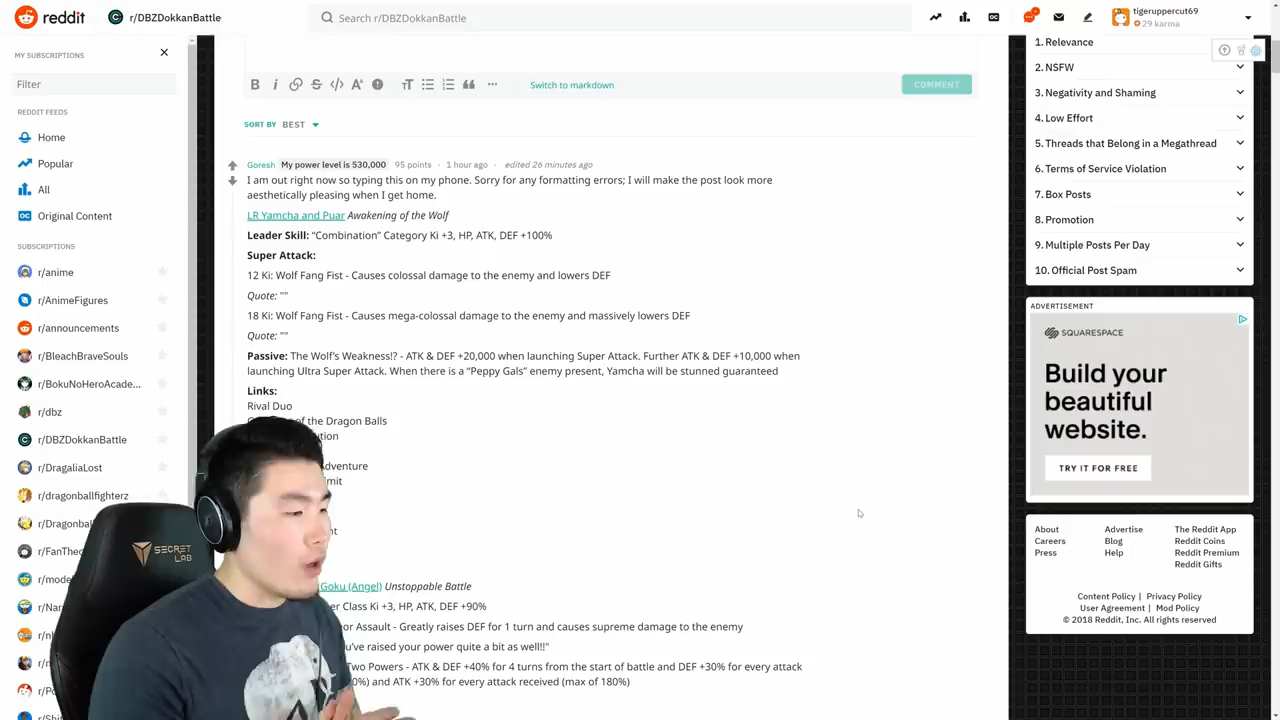 reddit
r/DBZDokkanBattle
Search r/DBZDokkanBattle
tigeruppercut69
29 karma
MY SUBSCRIPTIONS
Filter
REDDIT FEEDS
Home
Popular
All
Original Content
SUBSCRIPTIONS
r/anime
r/AnimeFigures
r/announcements
r/BleachBraveSouls
r/BokuNoHeroAcade...
r/dbz
r/DBZDokkanBattle
r/DragaliaLost
r/dragonballfighterz
r/Dragonbal
r/FanThe
r/mode
r/Nar
B i
Switch to markdown
COMMENT
SORT BY BEST
Goresh My power level is 530,000 95 points · 1 hour ago · edited 26 minutes ago
I am out right now so typing this on my phone. Sorry for any formatting errors; I will make the post look more
aesthetically pleasing when I get home.
LR Yamcha and Puar Awakening of the Wolf
Leader Skill: "Combination" Category Ki +3, HP, ATK, DEF +100%
Super Attack:
12 Ki: Wolf Fang Fist - Causes colossal damage to the enemy and lowers DEF
Quote: ""
18 Ki: Wolf Fang Fist - Causes mega-colossal damage to the enemy and massively lowers DEF
Quote: ""
Passive: The Wolf's Weakness!? - ATK & DEF +20,000 when launching Super Attack. Further ATK & DEF +10,000 when
launching Ultra Super Attack. When there is a "Peppy Gals" enemy present, Yamcha will be stunned guaranteed
Links:
Rival Duo
of the Dragon Balls
ution
dventure
mit
nt
Goku (Angel) Unstoppable Battle
er Class Ki +3, HP, ATK, DEF +90%
or Assault - Greatly raises DEF for 1 turn and causes supreme damage to the enemy
u've raised your power quite a bit as well!!"
Two Powers - ATK & DEF +40% for 4 turns from the start of battle and DEF +30% for every attack
0%) and ATK +30% for every attack received (max of 180%)
SECRET
LAB
1. Relevance
2. NSFW
3. Negativity and Shaming
4. Low Effort
5. Threads that Belong in a Megathread
6. Terms of Service Violation
7. Box Posts
8. Promotion
9. Multiple Posts Per Day
10. Official Post Spam
ADVERTISEMENT
SQUARESPACE
Build your
beautiful
website.
TRY IT FOR FREE
About Advertise The Reddit App
Careers Blog Reddit Coins
Press Help Reddit Premium
Reddit Gifts
Content Policy | Privacy Policy
User Agreement | Mod Policy
© 2018 Reddit, Inc. All rights reserved